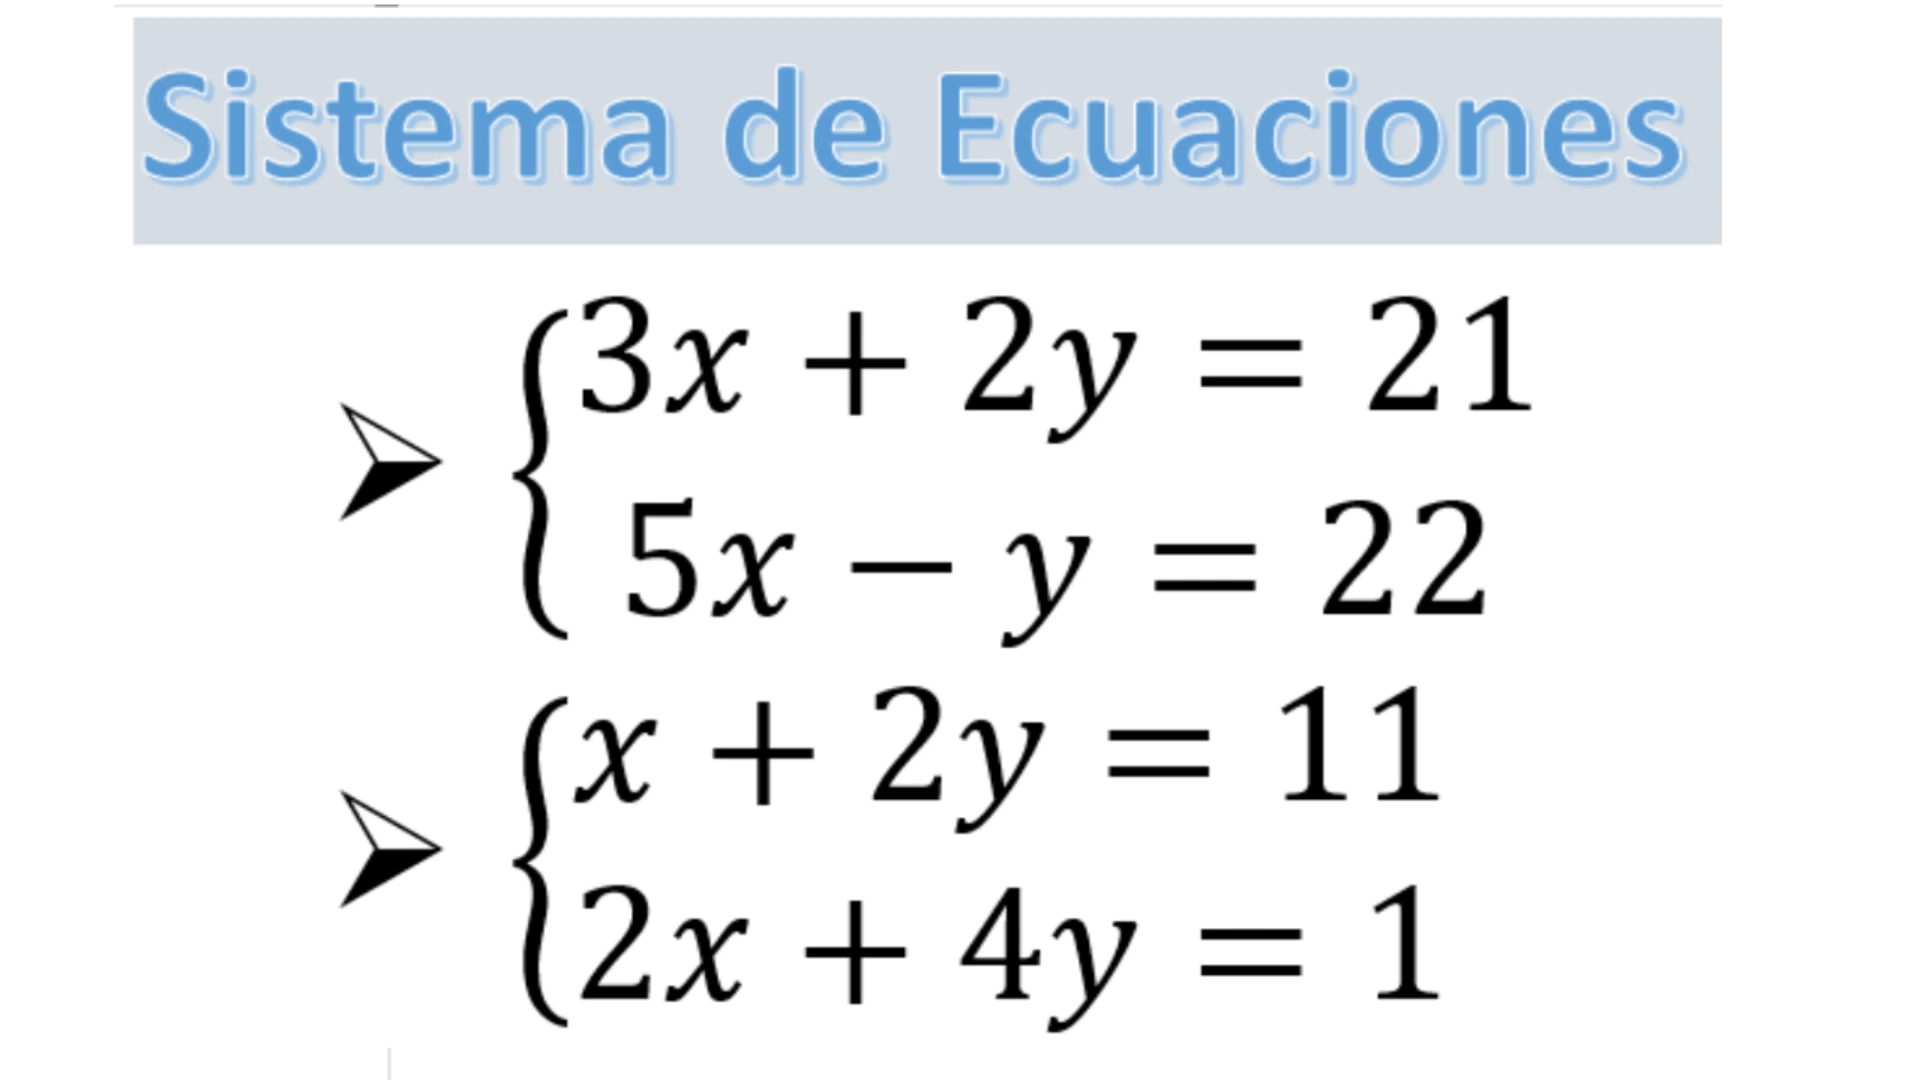 Sistema de Ecuaciones
3x + 2y = 21
5x − y = 22
x + 2y = 11
2x + 4y = 1